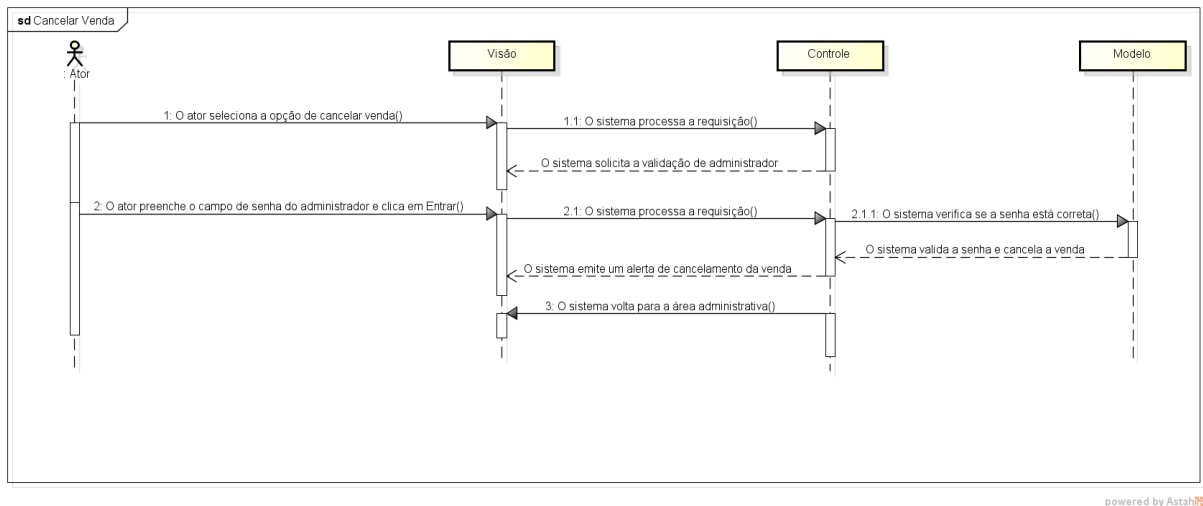 sd Cancelar Venda
: Ator
Visão
Controle
Modelo
1: O ator seleciona a opção de cancelar venda()
1.1: O sistema processa a requisição()
O sistema solicita a validação de administrador
2: O ator preenche o campo de senha do administrador e clica em Entrar()
2.1: O sistema processa a requisição()
2.1.1: O sistema verifica se a senha está correta()
O sistema valida a senha e cancela a venda
O sistema emite um alerta de cancelamento da venda
3: O sistema volta para a área administrativa()
powered by Astah